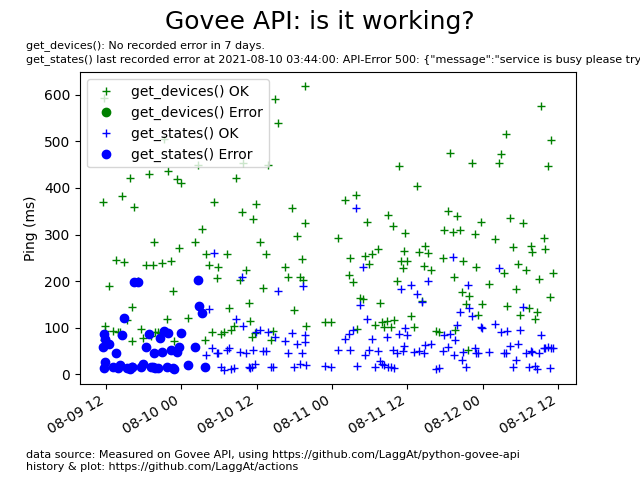 Govee API: is it working?
get_devices(): No recorded error in 7 days.
get_states() last recorded error at 2021-08-10 03:44:00: API-Error 500: {"message":"service is busy please try
get_devices() OK
get_devices() Error
get_states() OK
get_states() Error
Ping (ms)
600
500
400
300
200
100
0
08-09 12
08-10 00
08-10 12
08-11 00
08-11 12
08-12 00
08-12 12
data source: Measured on Govee API, using https://github.com/LaggAt/python-govee-api
history & plot: https://github.com/LaggAt/actions